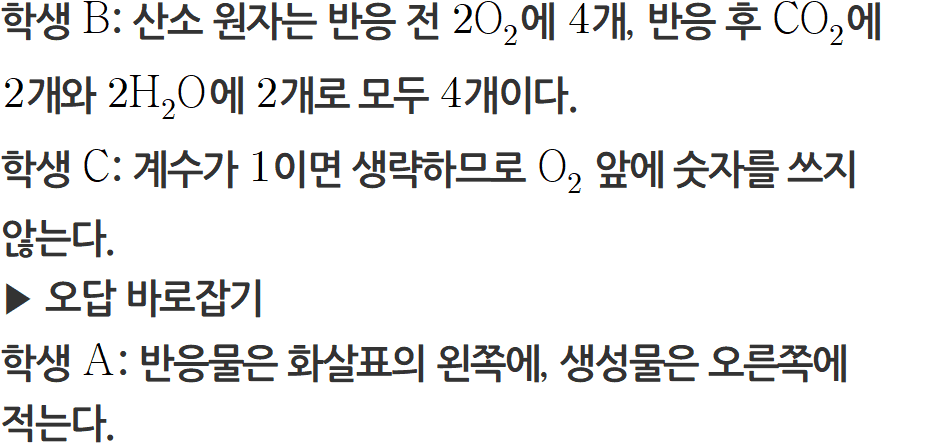 학생 B: 산소 원자는 반응 전 2O₂에 4개, 반응 후 CO₂에
2개와 2H₂O에 2개로 모두 4개이다.
학생 C: 계수가 1이면 생략하므로 O₂ 앞에 숫자를 쓰지
않는다.
▶ 오답 바로잡기
학생 A: 반응물은 화살표의 왼쪽에, 생성물은 오른쪽에
적는다.